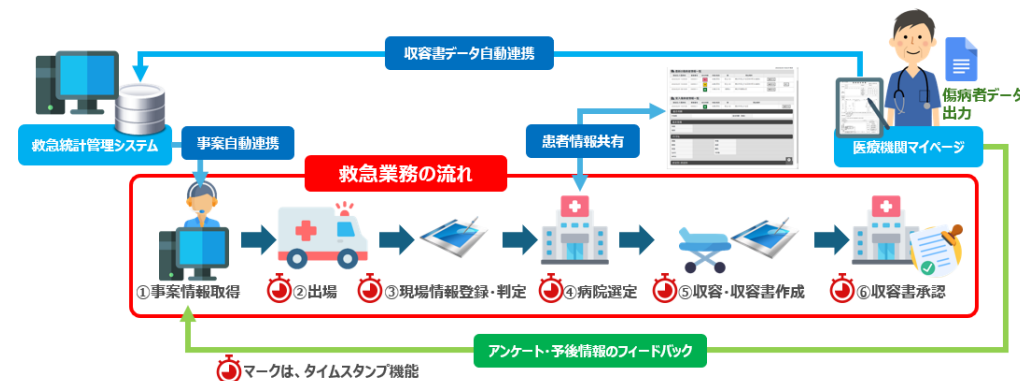 収容書データ自動連携
傷病者データ
出力
救急統計管理システム
事案自動連携
患者情報共有
医療機関マイページ
救急業務の流れ
①事案情報取得
②出場
③現場情報登録・判定
④病院選定
⑤収容・収容書作成
⑥収容書承認
アンケート・予後情報のフィードバック
マークは、タイムスタンプ機能